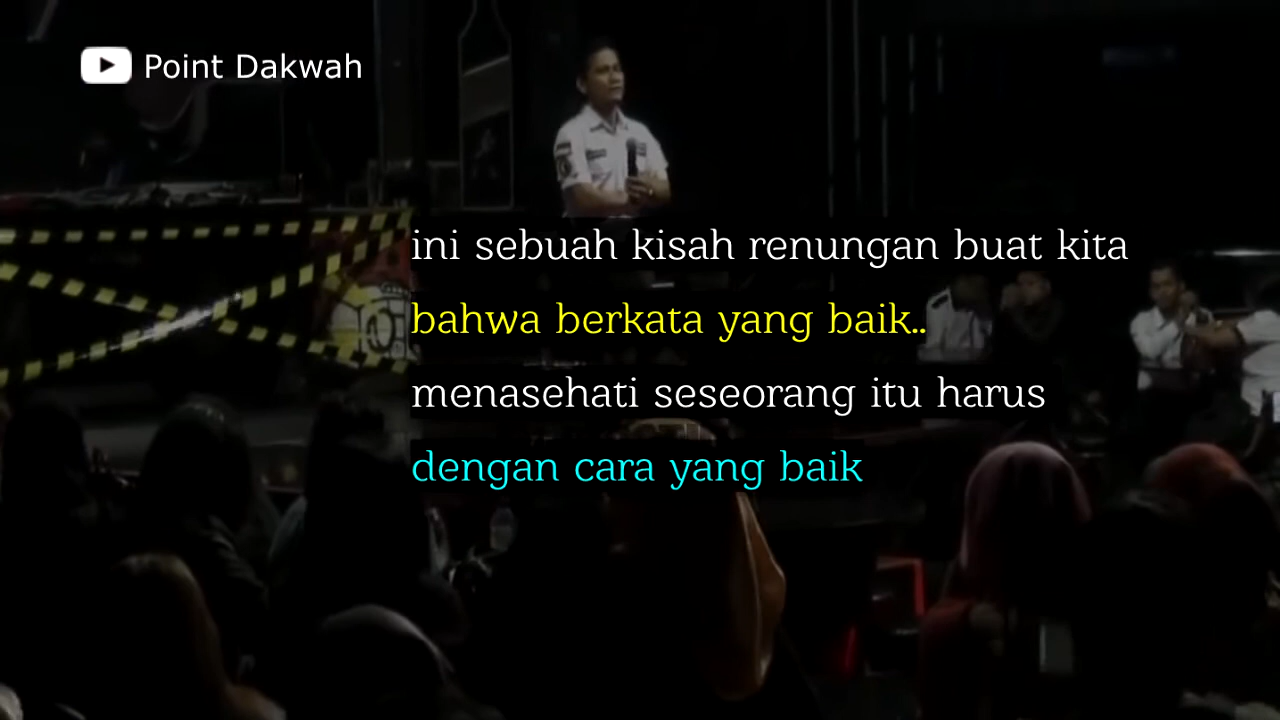 Point Dakwah
ini sebuah kisah renungan buat kita
bahwa berkata yang baik..
menasehati seseorang itu harus
dengan cara yang baik